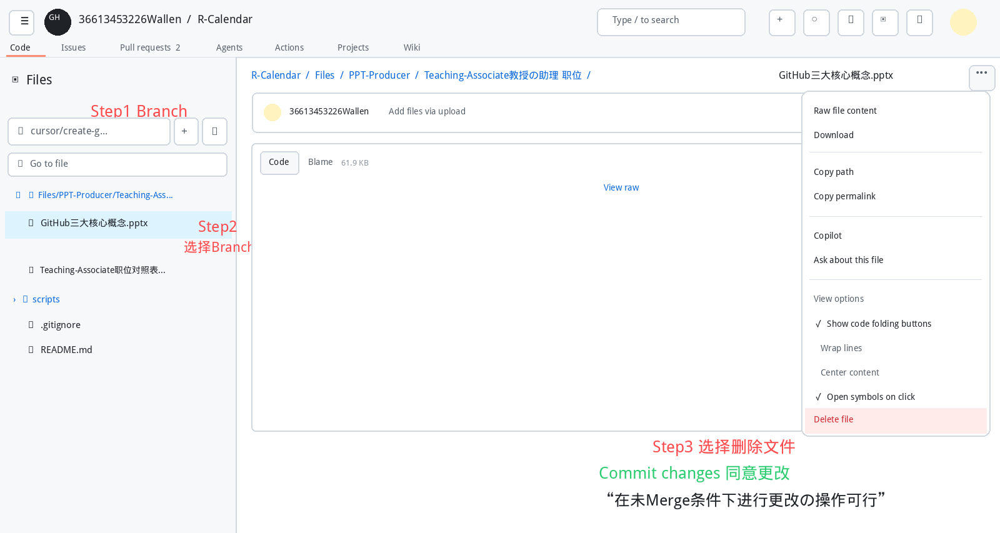 GH 36613453226Wallen / R-Calendar Type / to search
Code Issues Pull requests 2 Agents Actions Projects Wiki
Files
Step1 Branch
cursor/create-g... +
Go to file
Files/PPT-Producer/Teaching-Ass...
GitHub三大核心概念.pptx
Step2
选择Branch
Teaching-Associate职位对照表...
› scripts
.gitignore
README.md
R-Calendar / Files / PPT-Producer / Teaching-Associate教授の助理 职位 / GitHub三大核心概念.pptx
36613453226Wallen Add files via upload
Code Blame 61.9 KB
View raw
Raw file content
Download
Copy path
Copy permalink
Copilot
Ask about this file
View options
√ Show code folding buttons
Wrap lines
Center content
√ Open symbols on click
Delete file
Step3 选择删除文件
Commit changes 同意更改
“在未Merge条件下进行更改の操作可行”